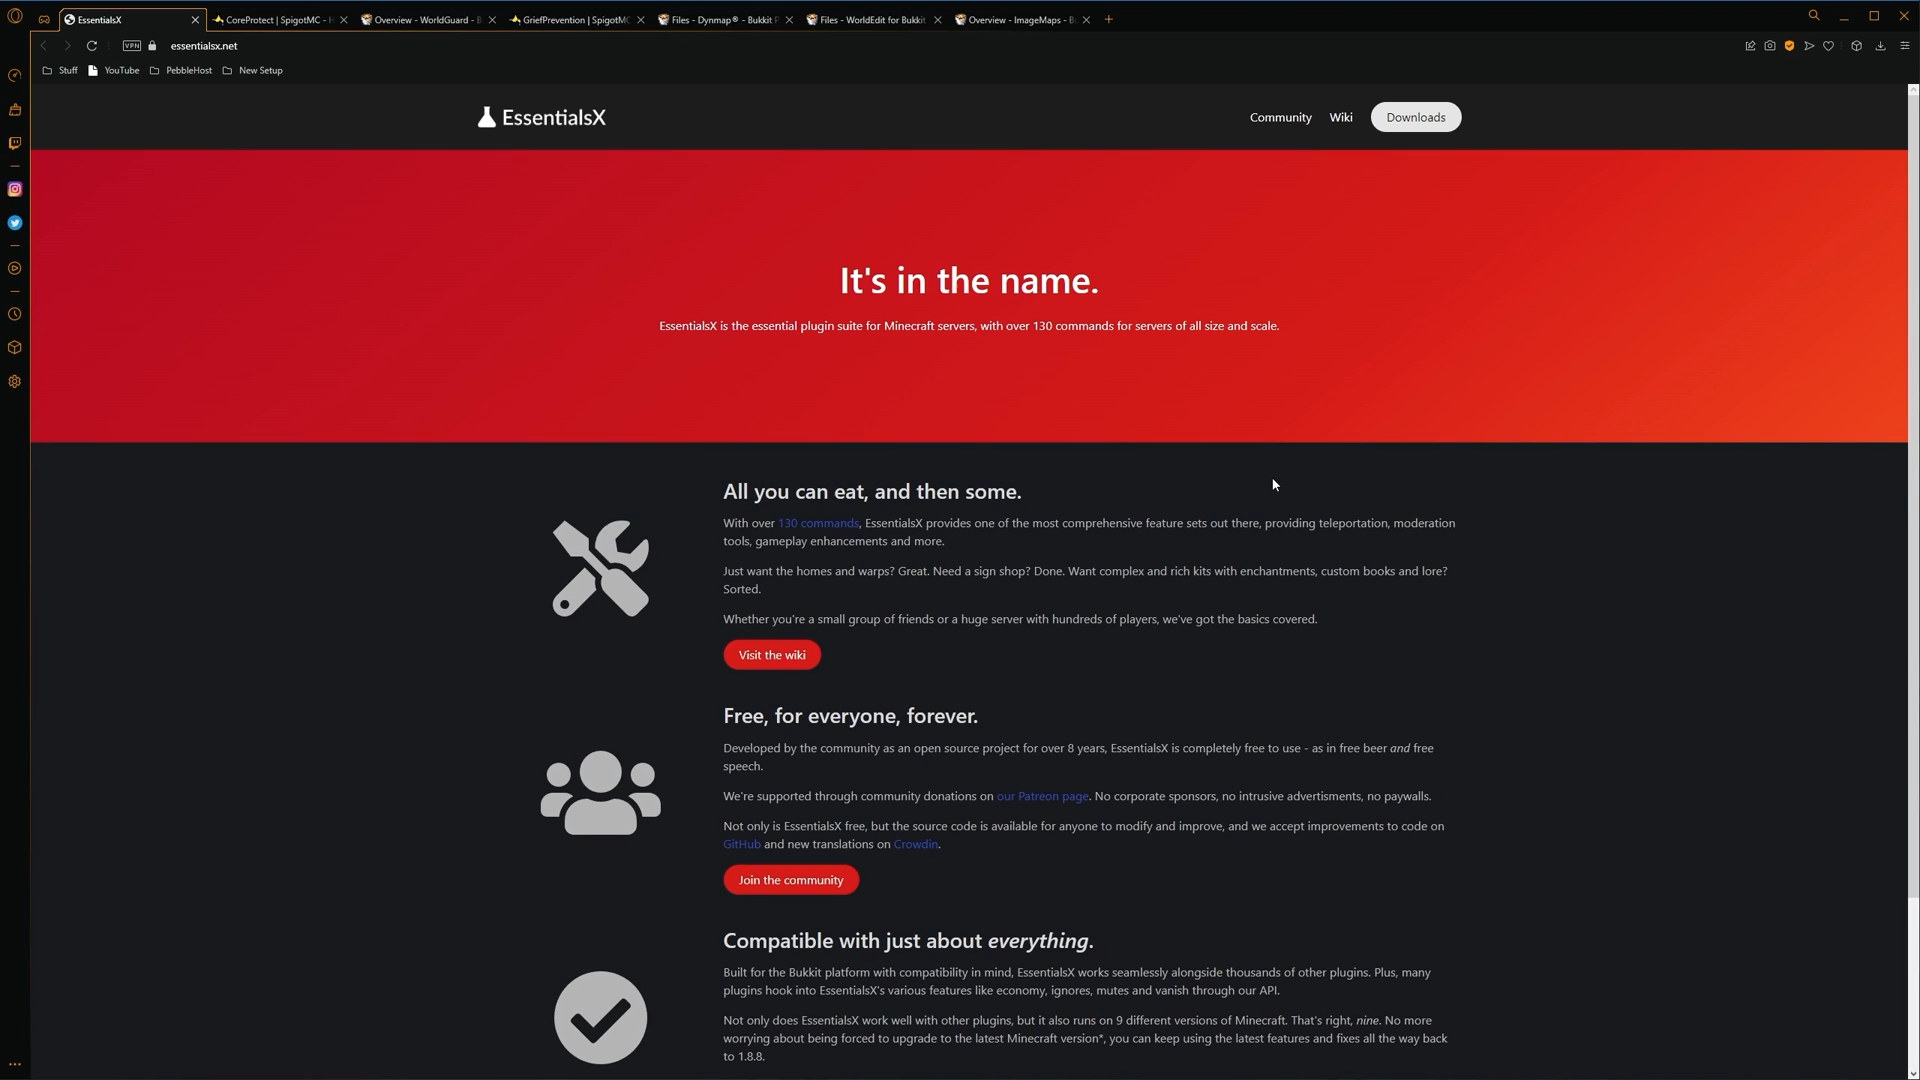 EssentialsX
CoreProtect | SpigotMC - H
Overview - WorldGuard - B
GriefPrevention | SpigotMC
Files - Dynmap® - Bukkit P
Files - WorldEdit for Bukkit
Overview - ImageMaps - Bu
VPN
essentialsx.net
Stuff
YouTube
PebbleHost
New Setup
EssentialsX
Community
Wiki
Downloads
It's in the name.
EssentialsX is the essential plugin suite for Minecraft servers, with over 130 commands for servers of all size and scale.
All you can eat, and then some.
With over 130 commands, EssentialsX provides one of the most comprehensive feature sets out there, providing teleportation, moderation
tools, gameplay enhancements and more.
Just want the homes and warps? Great. Need a sign shop? Done. Want complex and rich kits with enchantments, custom books and lore?
Sorted.
Whether you're a small group of friends or a huge server with hundreds of players, we've got the basics covered.
Visit the wiki
Free, for everyone, forever.
Developed by the community as an open source project for over 8 years, EssentialsX is completely free to use - as in free beer and free
speech.
We're supported through community donations on our Patreon page. No corporate sponsors, no intrusive advertisments, no paywalls.
Not only is EssentialsX free, but the source code is available for anyone to modify and improve, and we accept improvements to code on
GitHub and new translations on Crowdin.
Join the community
Compatible with just about everything.
Built for the Bukkit platform with compatibility in mind, EssentialsX works seamlessly alongside thousands of other plugins. Plus, many
plugins hook into EssentialsX's various features like economy, ignores, mutes and vanish through our API.
Not only does EssentialsX work well with other plugins, but it also runs on 9 different versions of Minecraft. That's right, nine. No more
worrying about being forced to upgrade to the latest Minecraft version*, you can keep using the latest features and fixes all the way back
to 1.8.8.